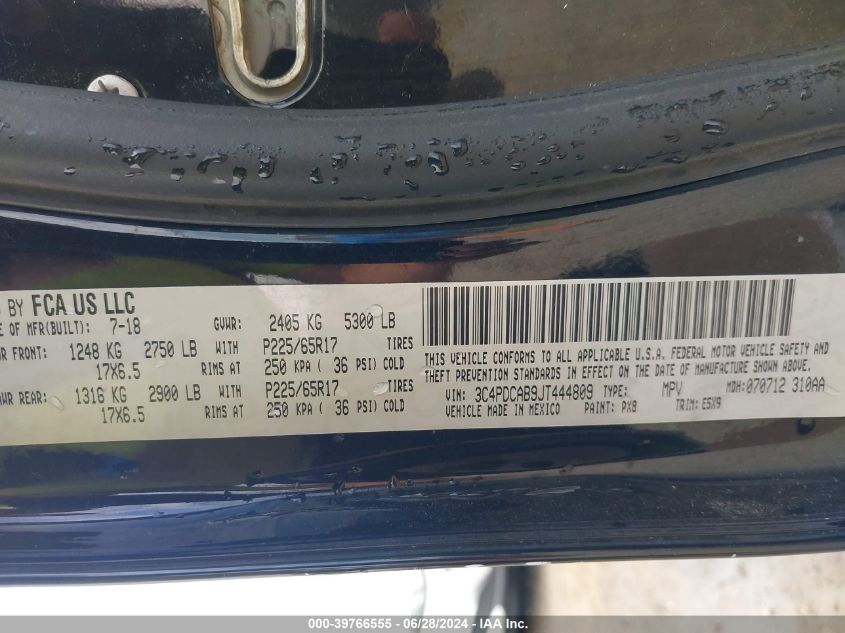 BY FCA US LLC
OF MFR(BUILT): 7-18 GVWR: 2405 KG 5300 LB
FRONT: 1248 KG 2750 LB WITH P225/65R17 TIRES
17X6.5 RIMS AT 250 KPA ( 36 PSI) COLD
REAR: 1316 KG 2900 LB WITH P225/65R17 TIRES
17X6.5 RIMS AT 250 KPA ( 36 PSI) COLD
THIS VEHICLE CONFORMS TO ALL APPLICABLE U.S.A. FEDERAL MOTOR VEHICLE SAFETY AND
THEFT PREVENTION STANDARDS IN EFFECT ON THE DATE OF MANUFACTURE SHOWN ABOVE.
VIN: 3C4PDCAB9JT444809 TYPE: MPV MDH: 070712 310AA
VEHICLE MADE IN MEXICO PAINT: PX8 TRIM: E5X9
000-39766555 - 06/28/2024 - IAA Inc.